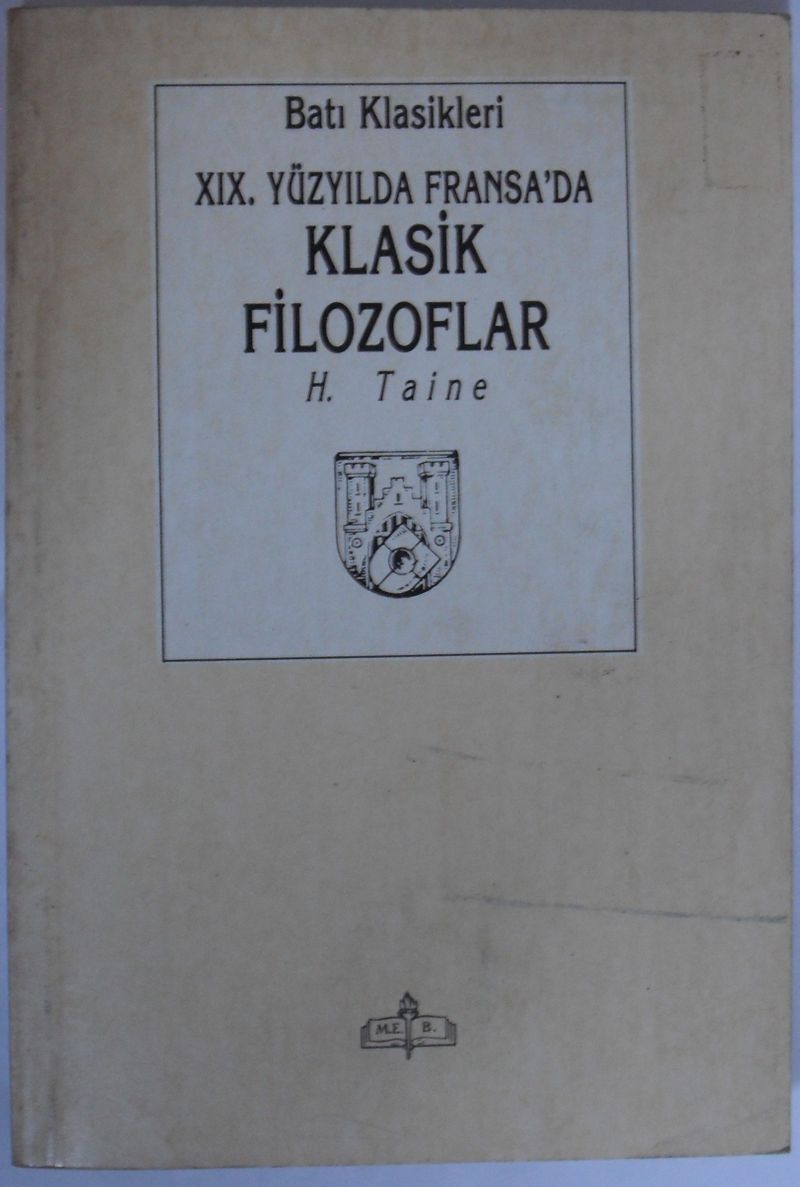 Batı Klasikleri
XIX. YÜZYILDA FRANSA'DA
KLASİK
FİLOZOFLAR
H. Taine
M.E. B.